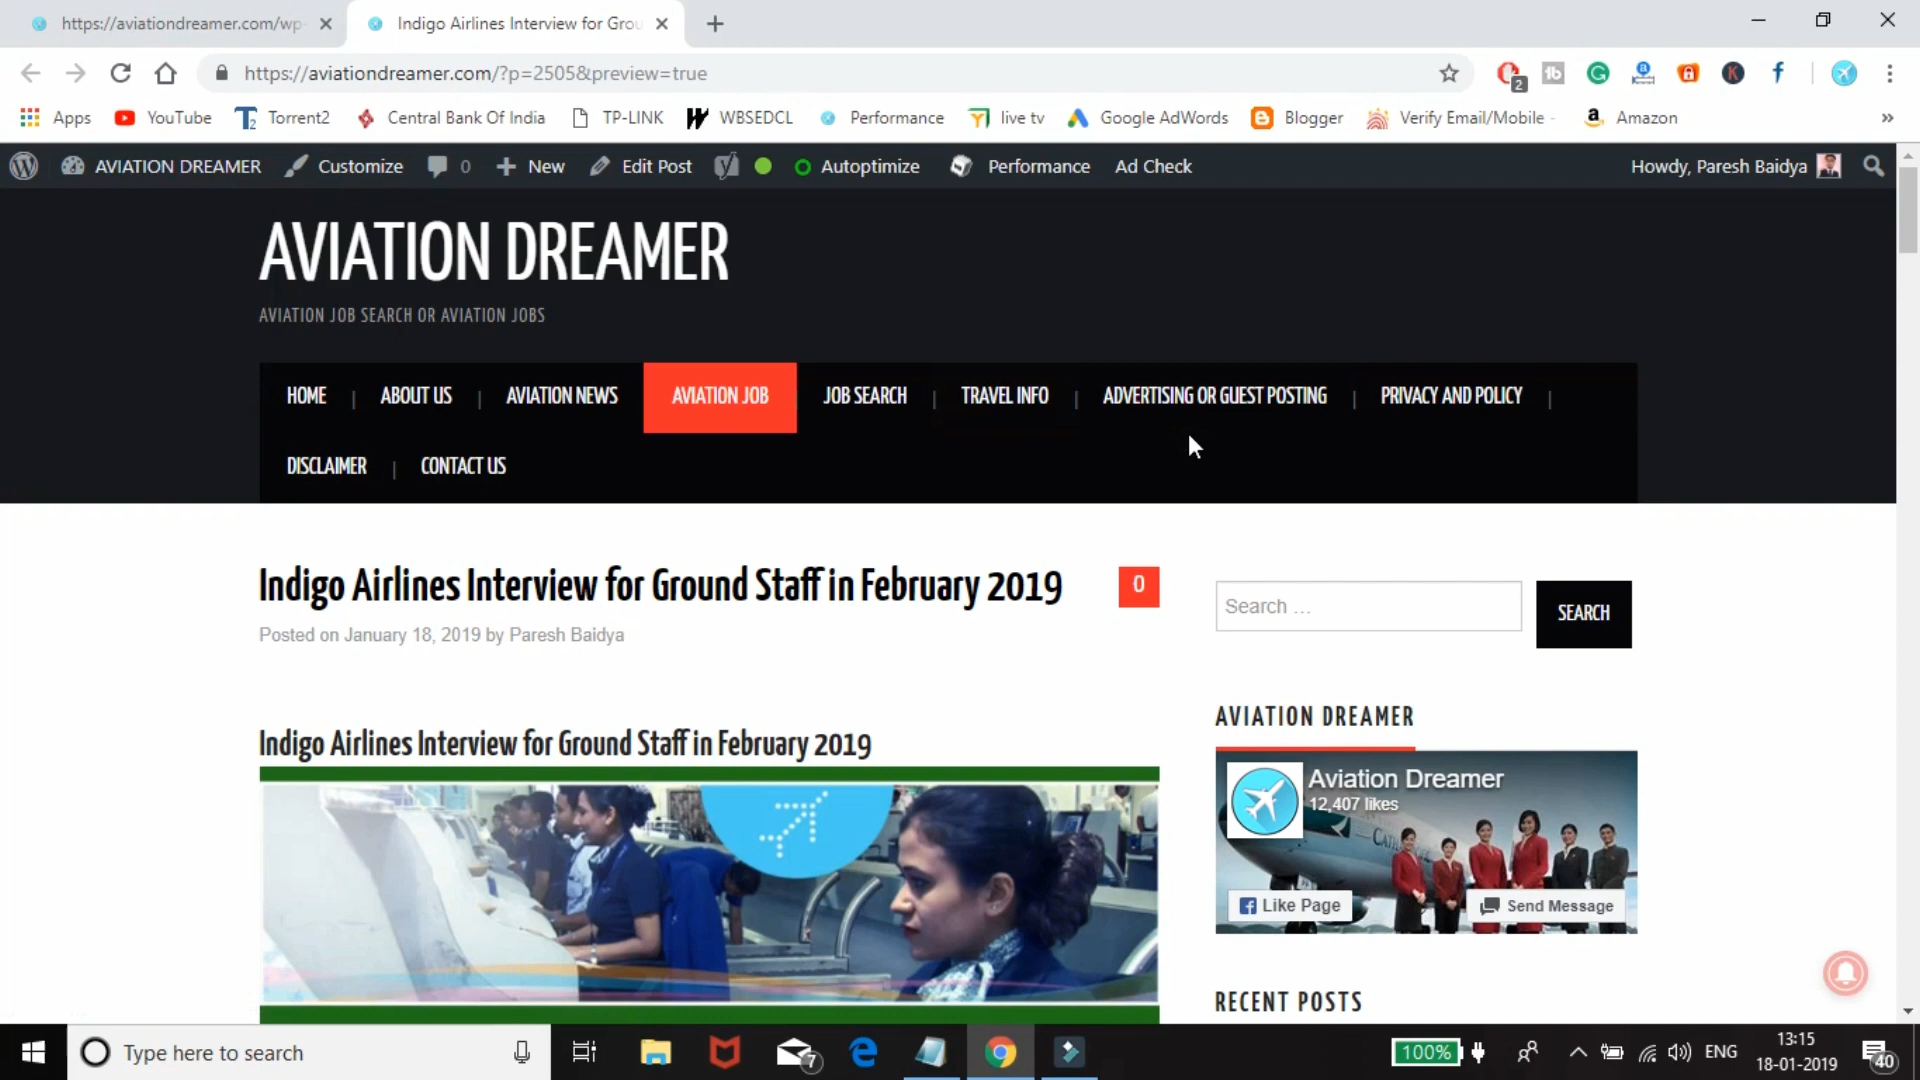 https://aviationdreamer.com/wp-
Indigo Airlines Interview for Grou
https://aviationdreamer.com/?p=2505&preview=true
2
Apps
YouTube
Torrent2
Central Bank Of India
TP-LINK
WBSEDCL
Performance
live tv
Google AdWords
Blogger
Verify Email/Mobile -
Amazon
»
AVIATION DREAMER
Customize
0
New
Edit Post
Autoptimize
Performance
Ad Check
Howdy, Paresh Baidya
AVIATION DREAMER
AVIATION JOB SEARCH OR AVIATION JOBS
HOME | ABOUT US | AVIATION NEWS AVIATION JOB JOB SEARCH | TRAVEL INFO | ADVERTISING OR GUEST POSTING | PRIVACY AND POLICY |
DISCLAIMER | CONTACT US
Indigo Airlines Interview for Ground Staff in February 2019
0
Posted on January 18, 2019 by Paresh Baidya
Indigo Airlines Interview for Ground Staff in February 2019
Search …
SEARCH
AVIATION DREAMER
Aviation Dreamer
12,407 likes
Like Page
Send Message
RECENT POSTS
Type here to search
7
100%
ENG
13:15
18-01-2019
40